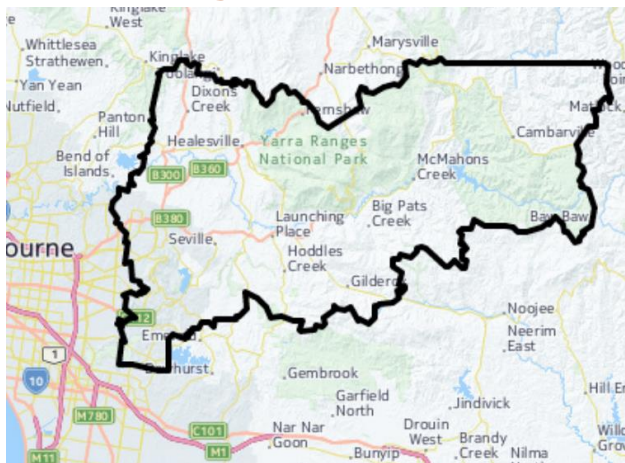 Kinglake
West
Whittlesea
Strathewen
Marysville
Kinglake
Narbethong
Yan Yean
Dixons
Creek
Nutfield
Panton
Hill
Cambarville
Healesville
Yarra Ranges
National Park
Bend of
Islands
B300
B360
McMahons
Creek
Big Pats
Creek
B380
Launching
Place
Baw Baw
ourne
Seville
Hoddles
Creek
Noojee
Neerim
East
1
10
Gembrook
Hill E
Garfield
North
Jindivick
M780
C101
Nar Nar
Goon
Drouin
West
M11
M1
Bunyip
Brandy
Creek
Nilma